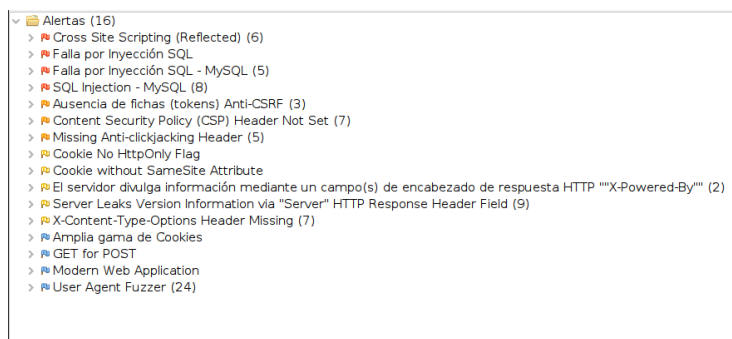 Alertas (16)
Cross Site Scripting (Reflected) (6)
Falla por Inyección SQL
Falla por Inyección SQL - MySQL (5)
SQL Injection - MySQL (8)
Ausencia de fichas (tokens) Anti-CSRF (3)
Content Security Policy (CSP) Header Not Set (7)
Missing Anti-clickjacking Header (5)
Cookie No HttpOnly Flag
Cookie without SameSite Attribute
El servidor divulga información mediante un campo(s) de encabezado de respuesta HTTP ""X-Powered-By"" (2)
Server Leaks Version Information via "Server" HTTP Response Header Field (9)
X-Content-Type-Options Header Missing (7)
Amplia gama de Cookies
GET for POST
Modern Web Application
User Agent Fuzzer (24)